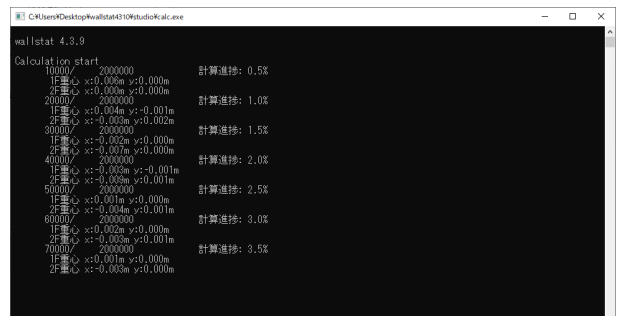 C:¥Users¥Desktop¥wallstat4310¥studio¥calc.exe
wallstat 4.3.9
Calculation start
10000/ 2000000 計算進捗: 0.5%
1F重心 x:0.006m y:0.000m
2F重心 x:0.000m y:0.000m
20000/ 2000000 計算進捗: 1.0%
1F重心 x:0.004m y:-0.001m
2F重心 x:-0.003m y:0.002m
30000/ 2000000 計算進捗: 1.5%
1F重心 x:-0.002m y:0.000m
2F重心 x:-0.007m y:0.000m
40000/ 2000000 計算進捗: 2.0%
1F重心 x:-0.003m y:-0.001m
2F重心 x:-0.009m y:0.001m
50000/ 2000000 計算進捗: 2.5%
1F重心 x:0.001m y:0.000m
2F重心 x:-0.004m y:0.001m
60000/ 2000000 計算進捗: 3.0%
1F重心 x:0.002m y:0.000m
2F重心 x:-0.003m y:0.001m
70000/ 2000000 計算進捗: 3.5%
1F重心 x:0.001m y:0.000m
2F重心 x:-0.003m y:0.000m